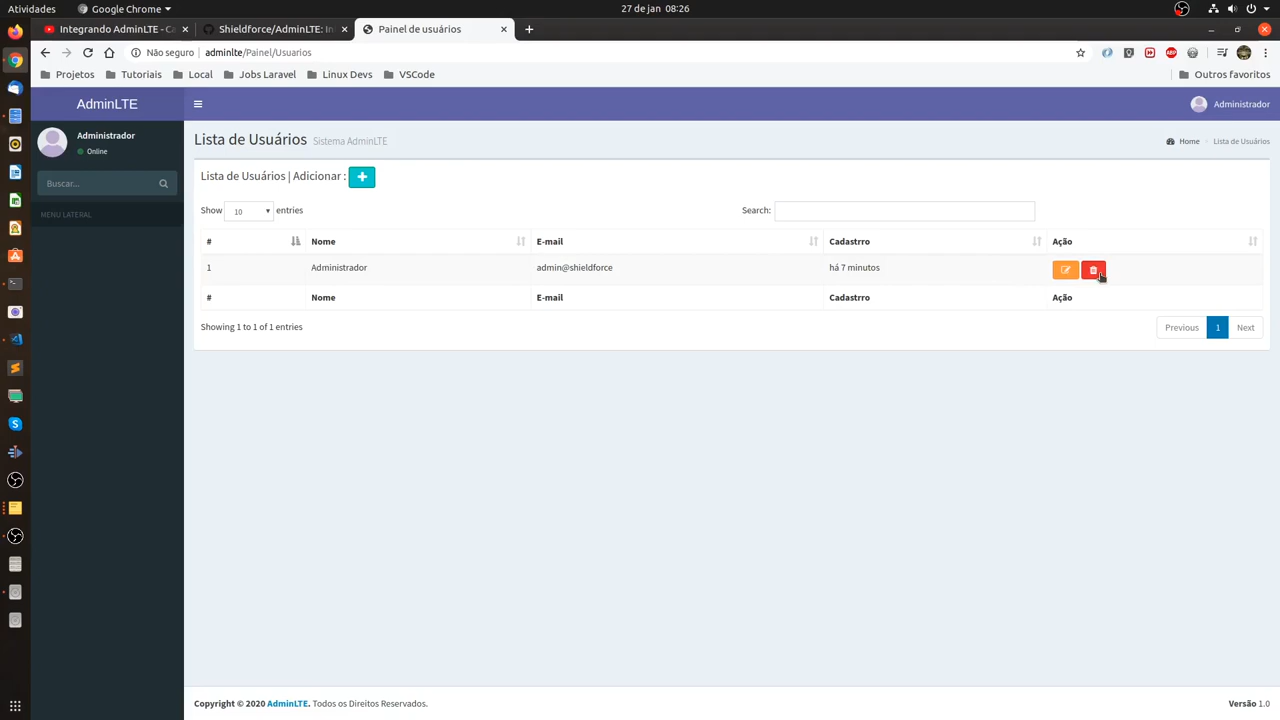 Atividades
Google Chrome
27 de jan 08:26
Integrando AdminLTE - Ca
Shieldforce/AdminLTE: In
Painel de usuários
Não seguro
adminlte/Painel/Usuarios
Projetos
Tutoriais
Local
Jobs Laravel
Linux Devs
VSCode
Outros favoritos
AdminLTE
Administrador
Administrador
Online
Lista de Usuários Sistema AdminLTE
Home
Lista de Usuários
Buscar...
MENU LATERAL
Lista de Usuários | Adicionar :
Show 10 entries
Search:
# Nome E-mail Cadastrro Ação
1 Administrador admin@shieldforce há 7 minutos
# Nome E-mail Cadastrro Ação
Showing 1 to 1 of 1 entries
Previous 1 Next
Copyright © 2020 AdminLTE. Todos os Direitos Reservados.
Versão 1.0